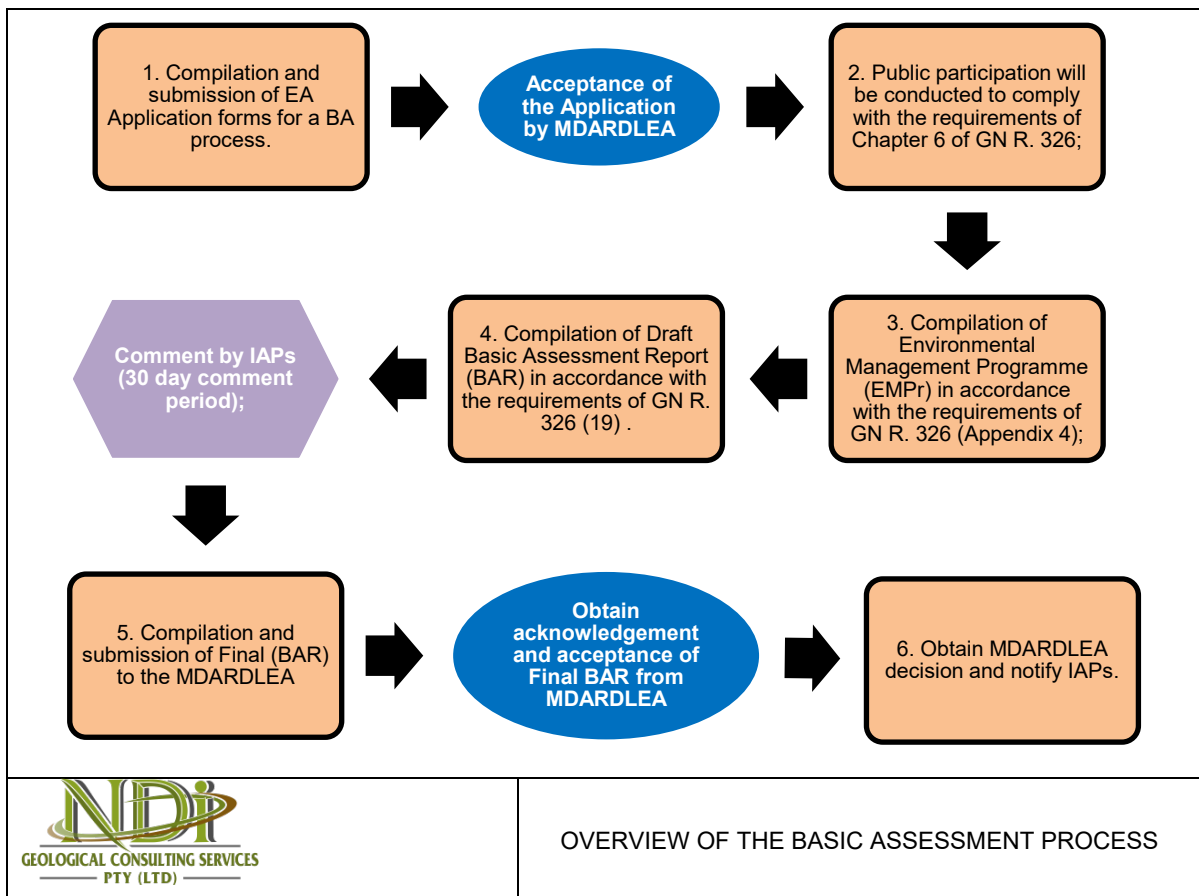 1. Compilation and
submission of EA
Application forms for a BA
process.
Acceptance of
the Application
by MDARDLEA
2. Public participation will
be conducted to comply
with the requirements of
Chapter 6 of GN R. 326;
3. Compilation of
Environmental
Management Programme
(EMPr) in accordance
with the requirements of
GN R. 326 (Appendix 4);
4. Compilation of Draft
Basic Assessment Report
(BAR) in accordance with
the requirements of GN R.
326 (19) .
Comment by IAPs
(30 day comment
period);
5. Compilation and
submission of Final (BAR)
to the MDARDLEA
Obtain
acknowledgement
and acceptance of
Final BAR from
MDARDLEA
6. Obtain MDARDLEA
decision and notify IAPs.
NDi
GEOLOGICAL CONSULTING SERVICES
PTY (LTD)
OVERVIEW OF THE BASIC ASSESSMENT PROCESS